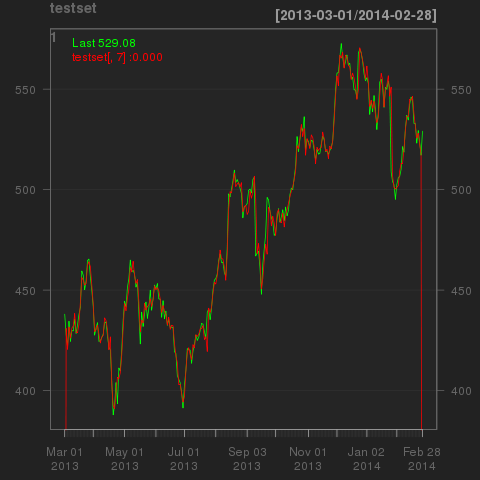 testset
[2013-03-01/2014-02-28]
1
Last 529.08
testset[, 7] :0.000
550
550
500
500
450
450
400
400
Mar 01 May 01 Jul 01 Sep 03 Nov 01 Jan 02 Feb 28
2013 2013 2013 2013 2013 2014 2014